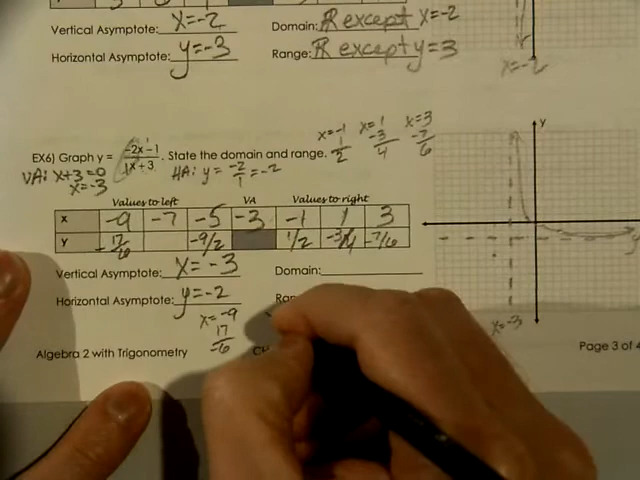 Vertical Asymptote: x=-2 Domain: ℝ except x=-2
Horizontal Asymptote: y=-3 Range: ℝ except y=3
x=-2
EX6) Graph y = -2x-1 / 1x+3. State the domain and range.
x=-1 x=1 x=3
1/2 -3/4 -7/6
VA: x+3=0 HA: y=-2/1=-2
x=-3
Values to left VA Values to right
x -9 -7 -5 -3 -1 1 3
Y -17/6 -9/2 1/2 -3/4 -7/6
Vertical Asymptote: x=-3 Domain:
Horizontal Asymptote: y=-2
x=-9
17/-6
y
x=-3
Algebra 2 with Trigonometry
Page 3 of 4